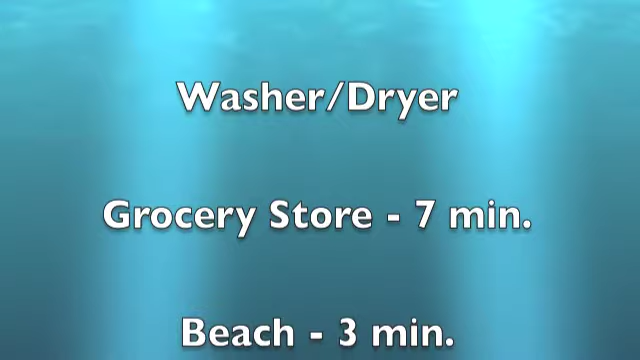 Washer/Dryer
Grocery Store - 7 min.
Beach - 3 min.